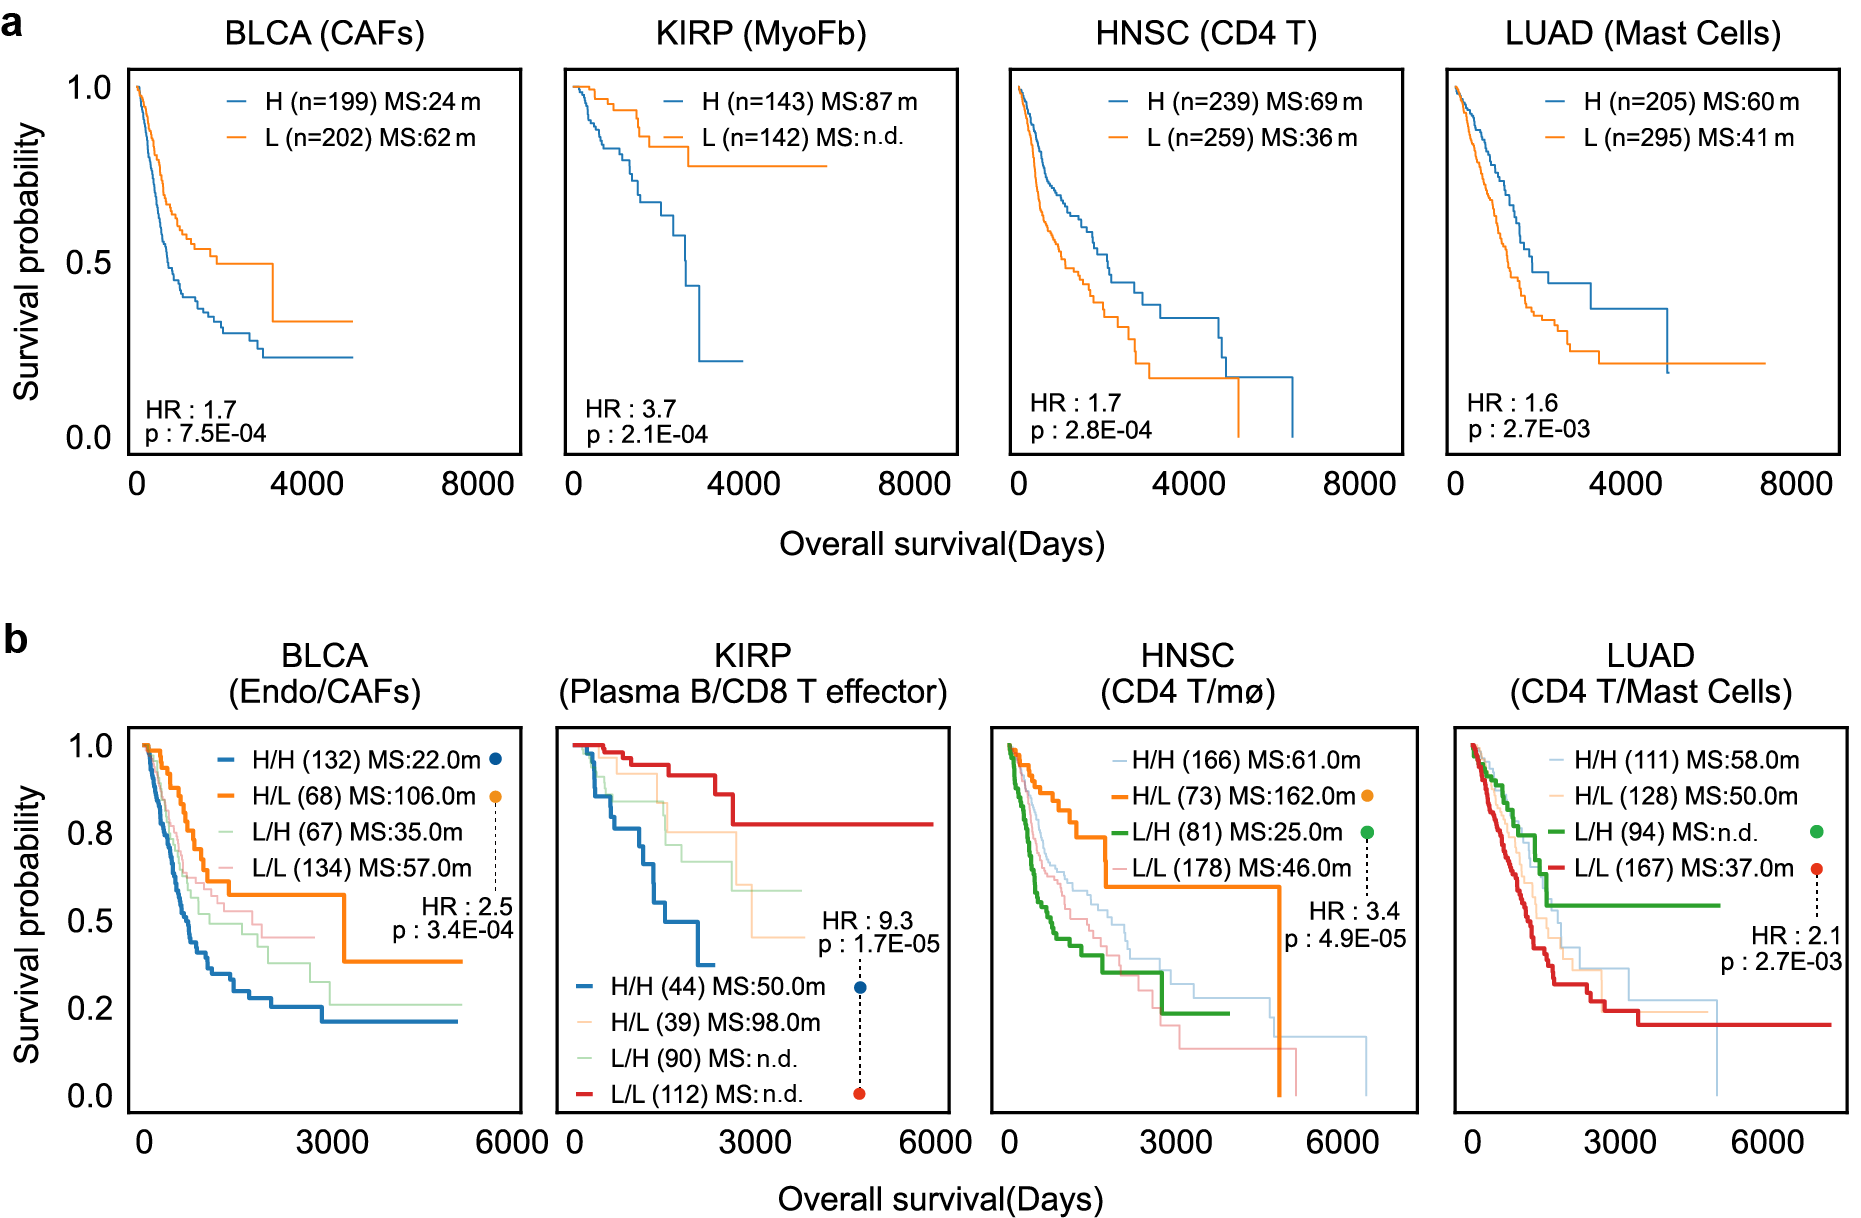 a
BLCA (CAFs)
KIRP (MyoFb)
HNSC (CD4 T)
LUAD (Mast Cells)
Survival probability
1.0
0.5
0.0
H (n=199) MS:24 m
L (n=202) MS:62 m
HR : 1.7
p : 7.5E-04
0 4000 8000
H (n=143) MS:87 m
L (n=142) MS: n.d.
HR : 3.7
p : 2.1E-04
0 4000 8000
H (n=239) MS:69 m
L (n=259) MS:36 m
HR : 1.7
p : 2.8E-04
0 4000 8000
H (n=205) MS:60 m
L (n=295) MS:41 m
HR : 1.6
p : 2.7E-03
0 4000 8000
Overall survival(Days)
b
BLCA
(Endo/CAFs)
KIRP
(Plasma B/CD8 T effector)
HNSC
(CD4 T/mø)
LUAD
(CD4 T/Mast Cells)
Survival probability
1.0
0.8
0.5
0.2
0.0
H/H (132) MS:22.0m
H/L (68) MS:106.0m
L/H (67) MS:35.0m
L/L (134) MS:57.0m
HR : 2.5
p : 3.4E-04
0 3000 6000
HR : 9.3
p : 1.7E-05
H/H (44) MS:50.0m
H/L (39) MS:98.0m
L/H (90) MS: n.d.
L/L (112) MS: n.d.
0 3000 6000
H/H (166) MS:61.0m
H/L (73) MS:162.0m
L/H (81) MS:25.0m
L/L (178) MS:46.0m
HR : 3.4
p : 4.9E-05
0 3000 6000
H/H (111) MS:58.0m
H/L (128) MS:50.0m
L/H (94) MS:n.d.
L/L (167) MS:37.0m
HR : 2.1
p : 2.7E-03
0 3000 6000
Overall survival(Days)